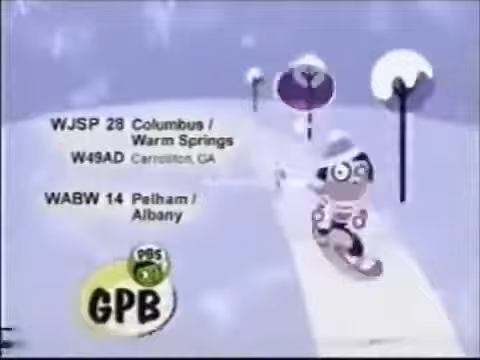 WJSP 28 Columbus /
Warm Springs
W49AD Carrollton, GA
WABW 14 Pelham /
Albany
PBS
GPB